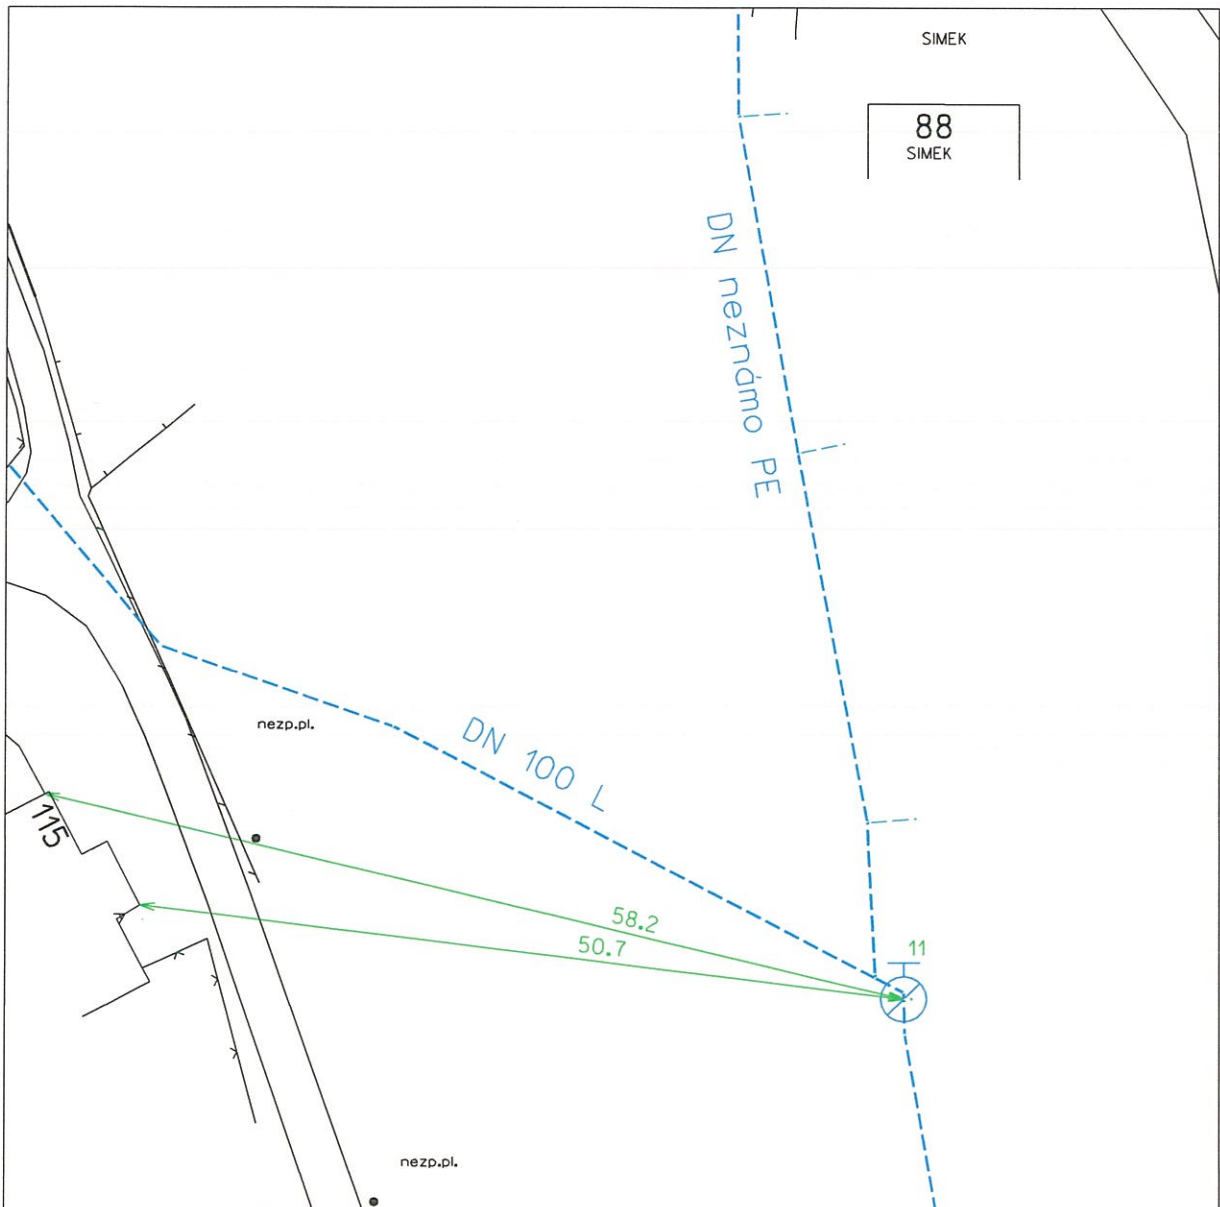 SIMEK
88
SIMEK
DN neznámo PE
nezp.pl.
DN 100 L
115
58.2
50.7
11
nezp.pl.